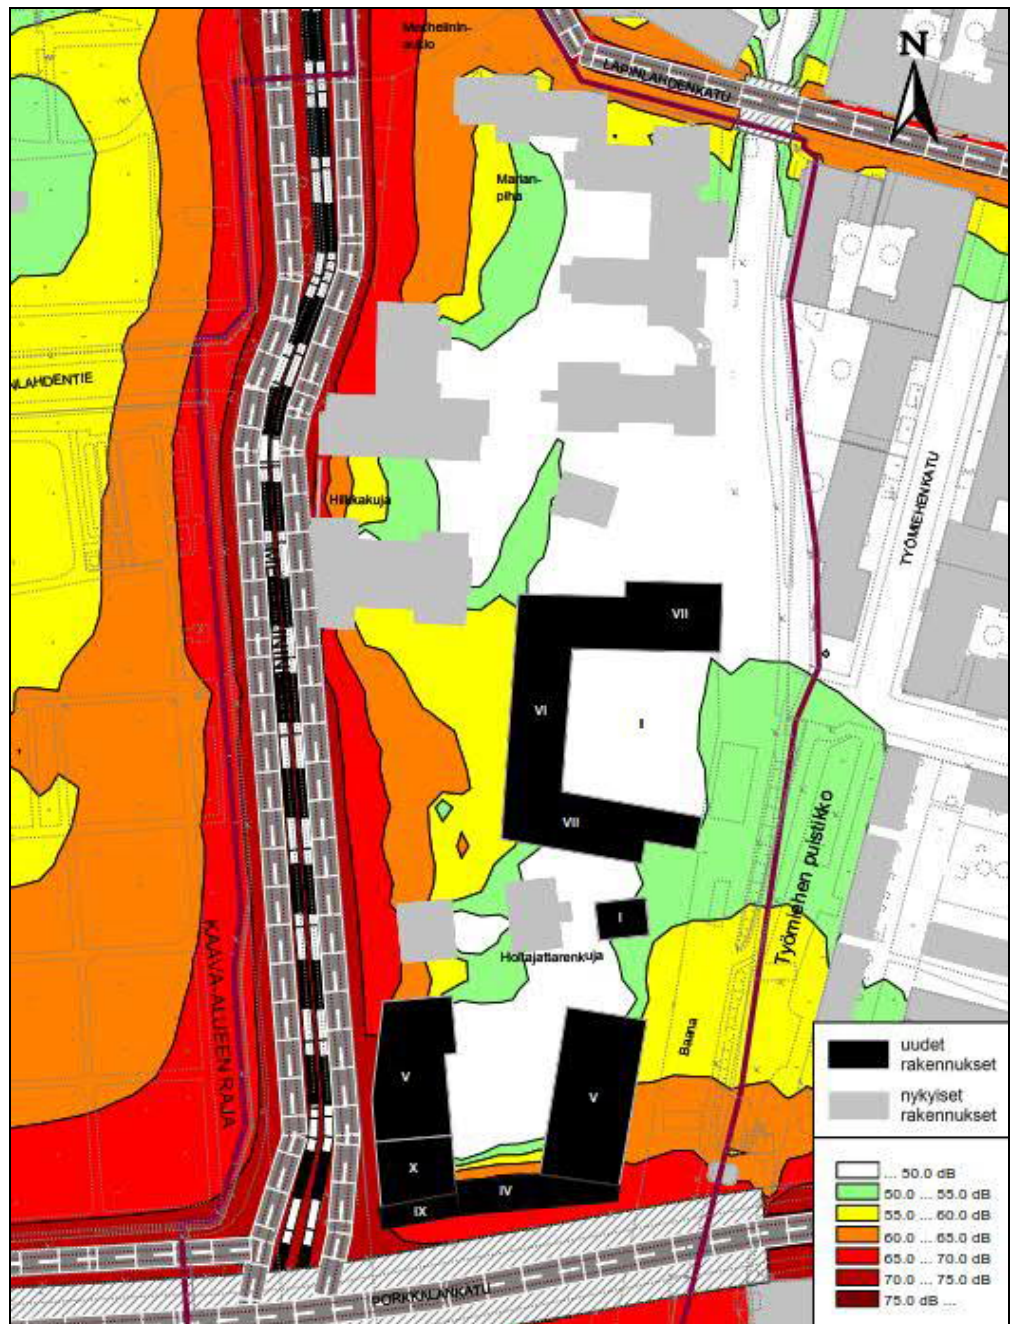 Mechelinin-
aukio
N
LAPINLAHDENKATU
Marian-
piha
NLAHDENTIE
TYÖMIEHENKATU
Hilkkakuja
VII
VI
I
VII
Työmiehen puistikko
I
Hoitajattarenkuja
KAAVA-ALUEEN RAJA
Baana
V
V
X
IV
IX
PORKKALANKATU
uudet
rakennukset
nykyiset
rakennukset
... 50.0 dB
50.0 ... 55.0 dB
55.0 ... 60.0 dB
60.0 ... 65.0 dB
65.0 ... 70.0 dB
70.0 ... 75.0 dB
75.0 dB ...